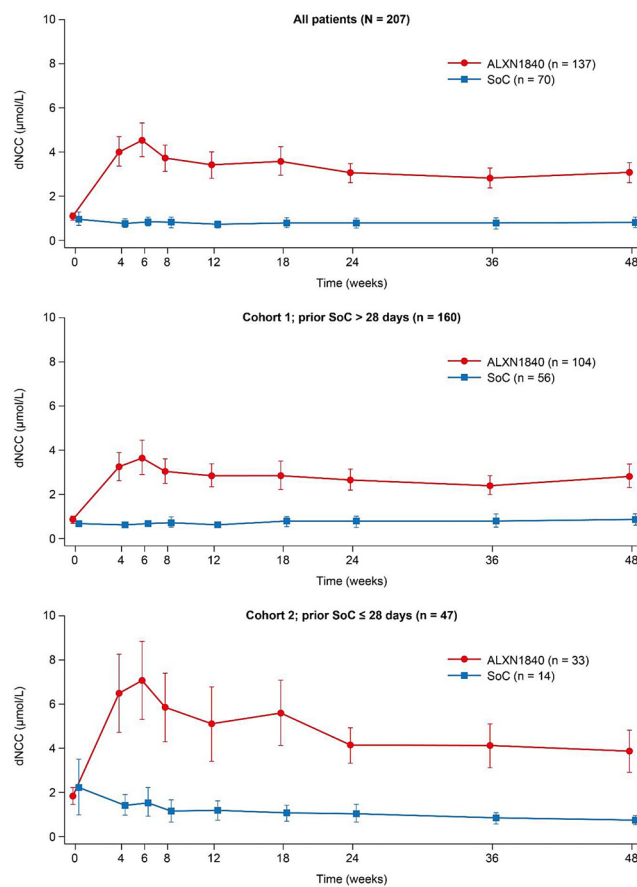 All patients (N = 207)
10
8
6
4
2
0
dNCC (μmol/L)
ALXN1840 (n = 137)
SoC (n = 70)
0 4 6 8 12 18 24 36 48
Time (weeks)
Cohort 1; prior SoC > 28 days (n = 160)
10
8
6
4
2
0
dNCC (μmol/L)
ALXN1840 (n = 104)
SoC (n = 56)
0 4 6 8 12 18 24 36 48
Time (weeks)
Cohort 2; prior SoC ≤ 28 days (n = 47)
10
8
6
4
2
0
dNCC (μmol/L)
ALXN1840 (n = 33)
SoC (n = 14)
0 4 6 8 12 18 24 36 48
Time (weeks)